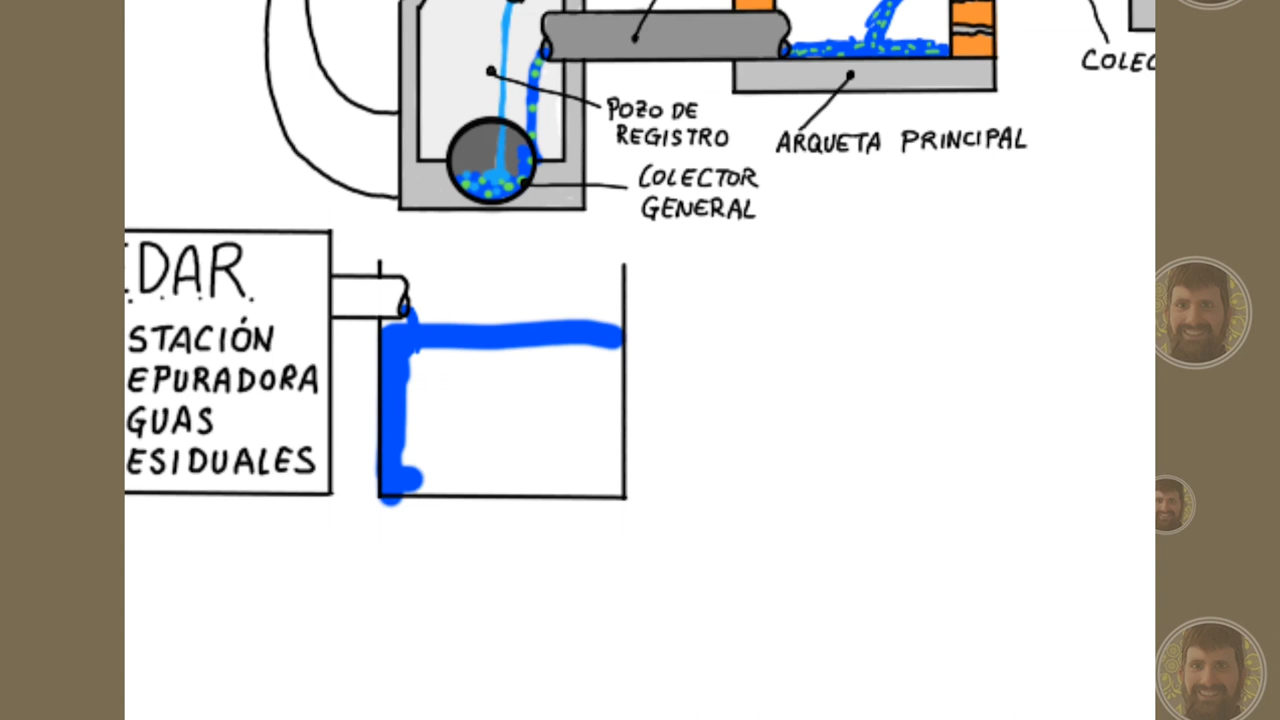 COLEC
POZO DE
REGISTRO
ARQUETA PRINCIPAL
COLECTOR
GENERAL
EDAR.
STACIÓN
EPURADORA
GUAS
ESIDUALES